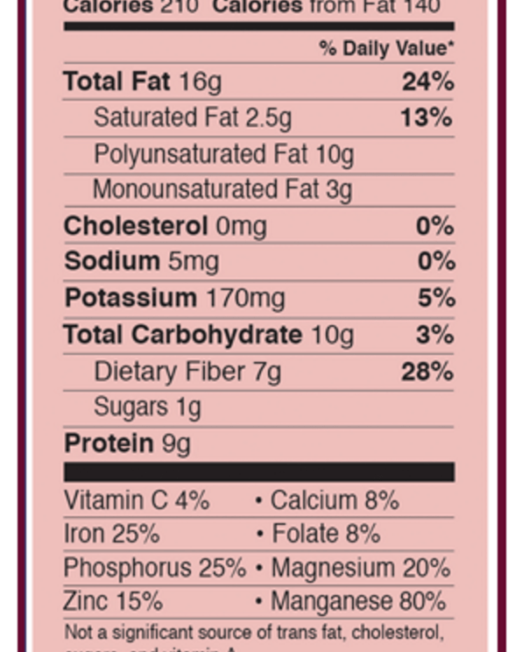 Calories 210 Calories from Fat 140
% Daily Value*
Total Fat 16g 24%
Saturated Fat 2.5g 13%
Polyunsaturated Fat 10g
Monounsaturated Fat 3g
Cholesterol 0mg 0%
Sodium 5mg 0%
Potassium 170mg 5%
Total Carbohydrate 10g 3%
Dietary Fiber 7g 28%
Sugars 1g
Protein 9g
Vitamin C 4% • Calcium 8%
Iron 25% • Folate 8%
Phosphorus 25% • Magnesium 20%
Zinc 15% • Manganese 80%
Not a significant source of trans fat, cholesterol,